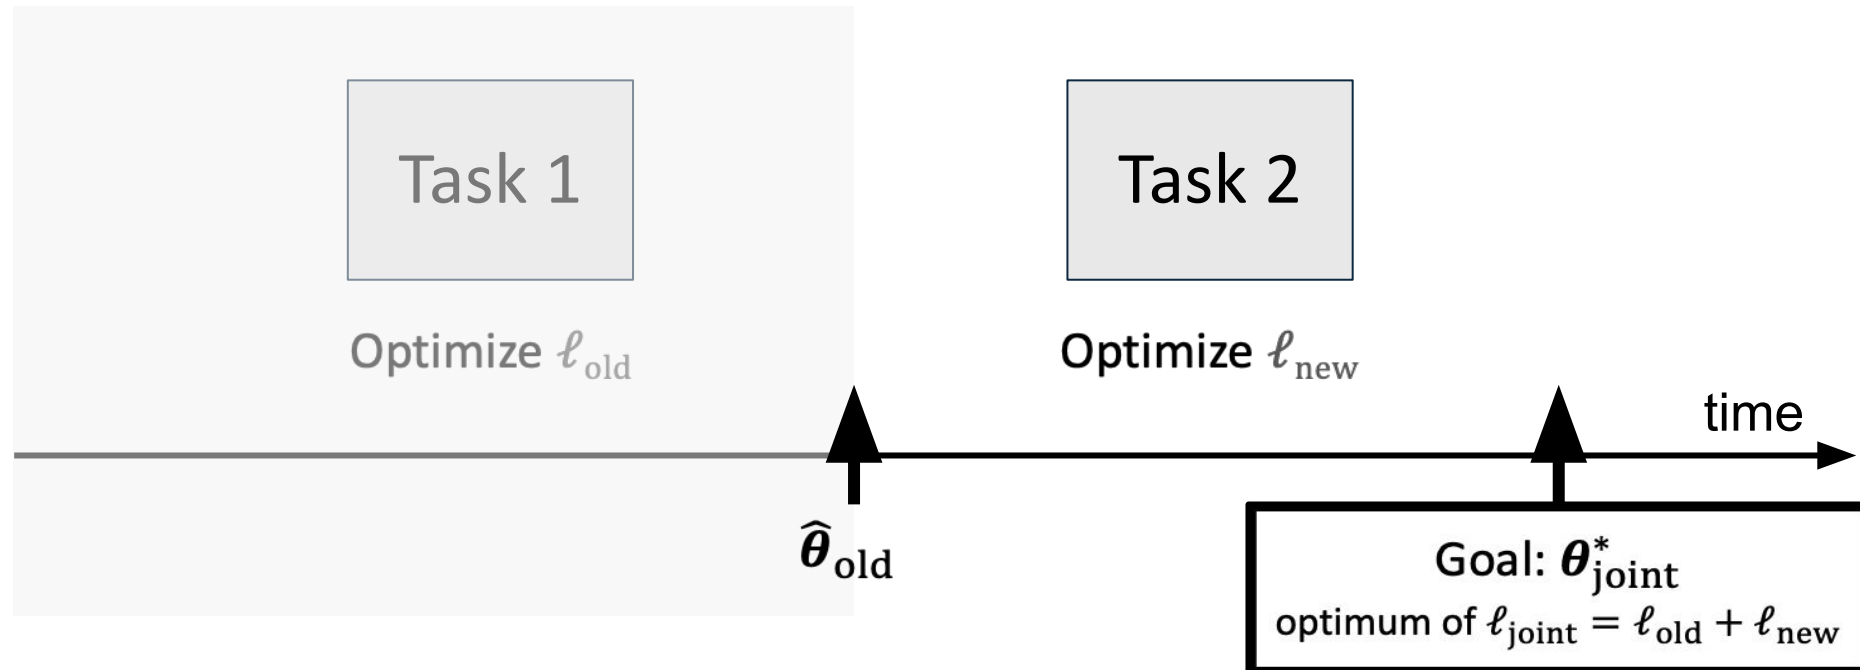 Task 1
Task 2
Optimize ℓ_old
Optimize ℓ_new
time
θ̂_old
Goal: θ*_joint
optimum of ℓ_joint = ℓ_old + ℓ_new